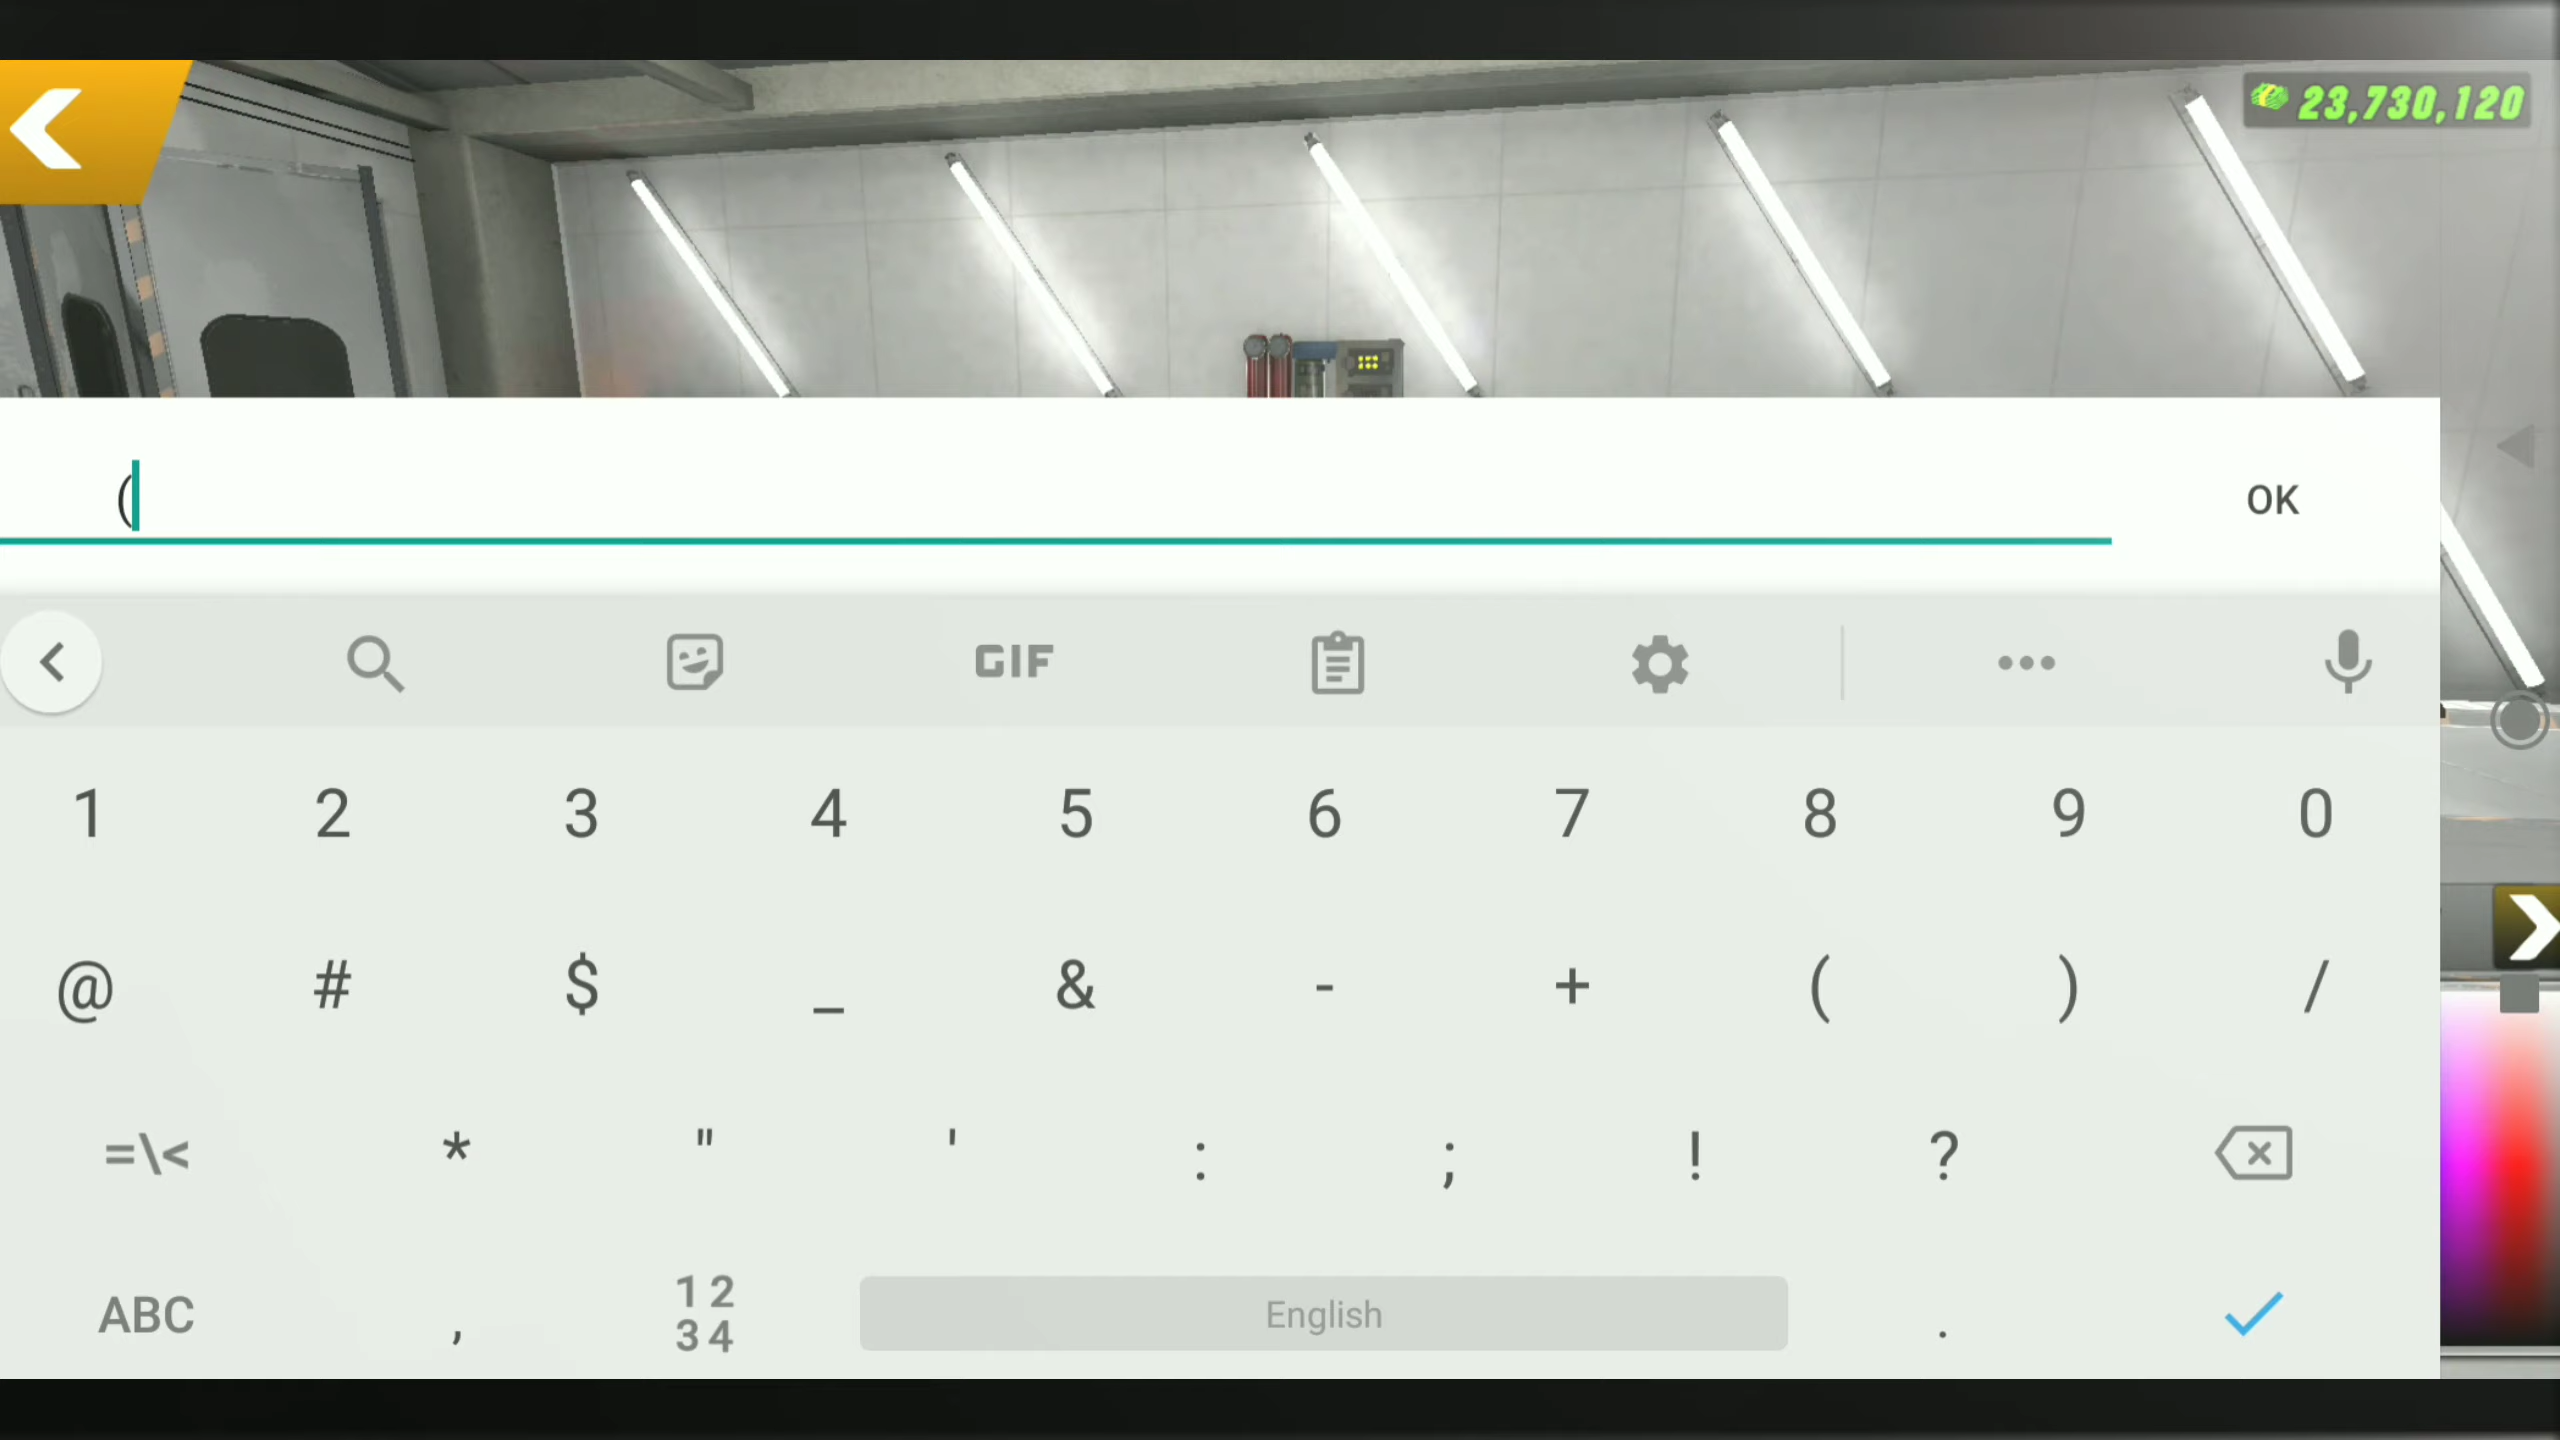 23,730,120
(
OK
GIF
1 2 3 4 5 6 7 8 9 0
@ # $ _ & - + ( ) /
=\< * " ' : ; ! ?
ABC , 12 34 English .